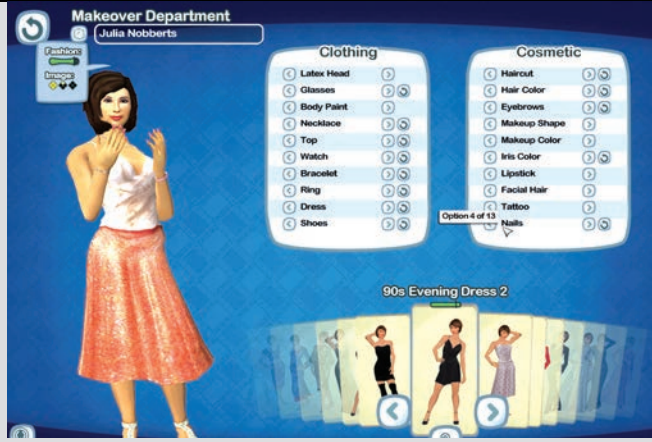 Makeover Department
Julia Nobberts
Fashion:
Image:
Clothing
Latex Head
Glasses
Body Paint
Necklace
Top
Watch
Bracelet
Ring
Dress
Shoes
Cosmetic
Haircut
Hair Color
Eyebrows
Makeup Shape
Makeup Color
Iris Color
Lipstick
Facial Hair
Tattoo
Nails
Option 4 of 13
90s Evening Dress 2